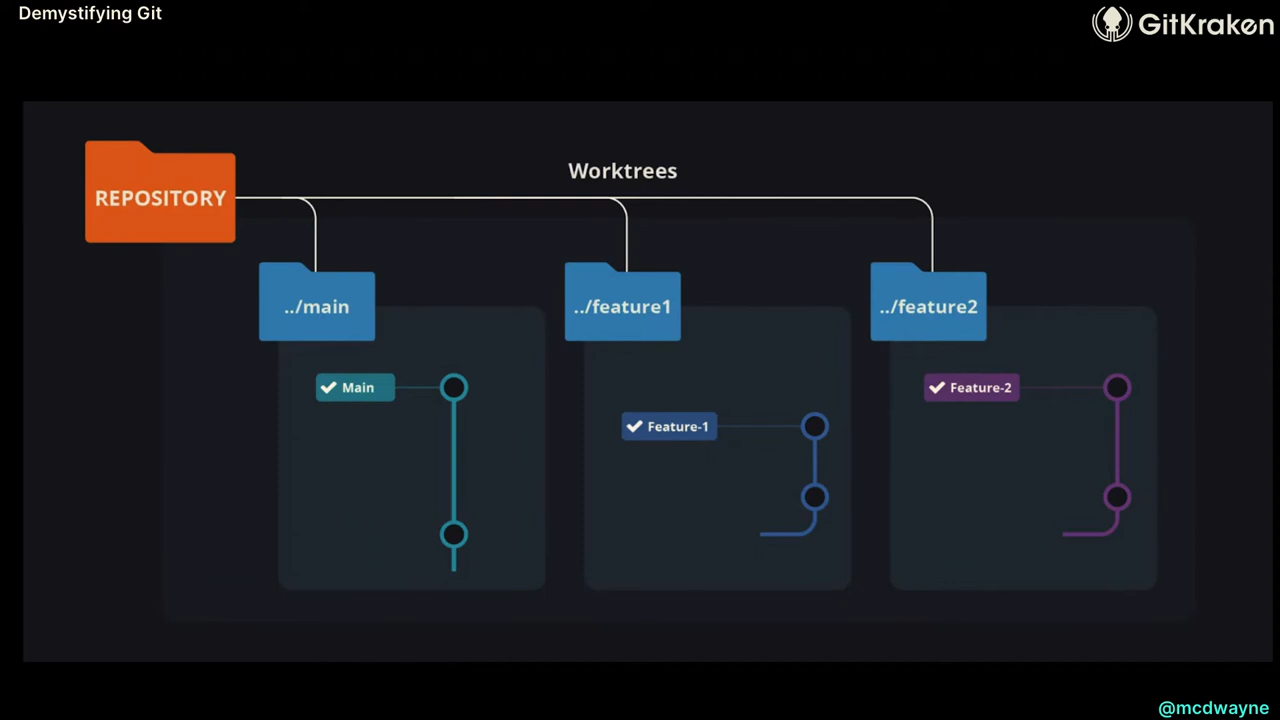 Demystifying Git
GitKraken
Worktrees
REPOSITORY
../main
../feature1
../feature2
Main
Feature-1
Feature-2
@mcdwayne